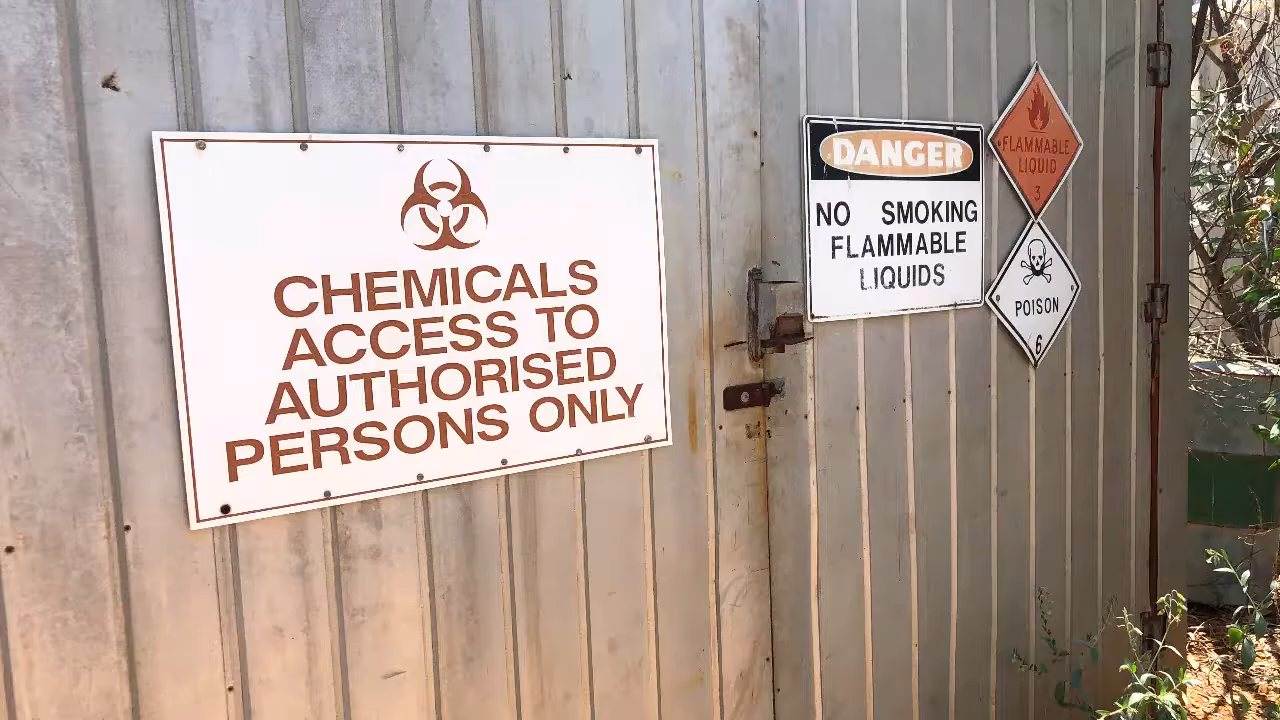 CHEMICALS
ACCESS TO
AUTHORISED
PERSONS ONLY
DANGER
NO SMOKING
FLAMMABLE
LIQUIDS
FLAMMABLE
LIQUID
3
POISON
6